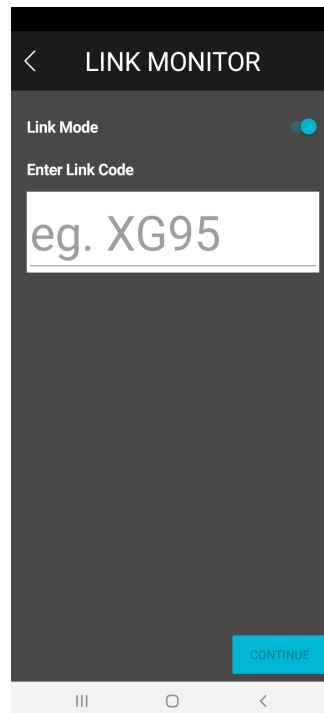 LINK MONITOR
Link Mode
Enter Link Code
eg. XG95
CONTINUE